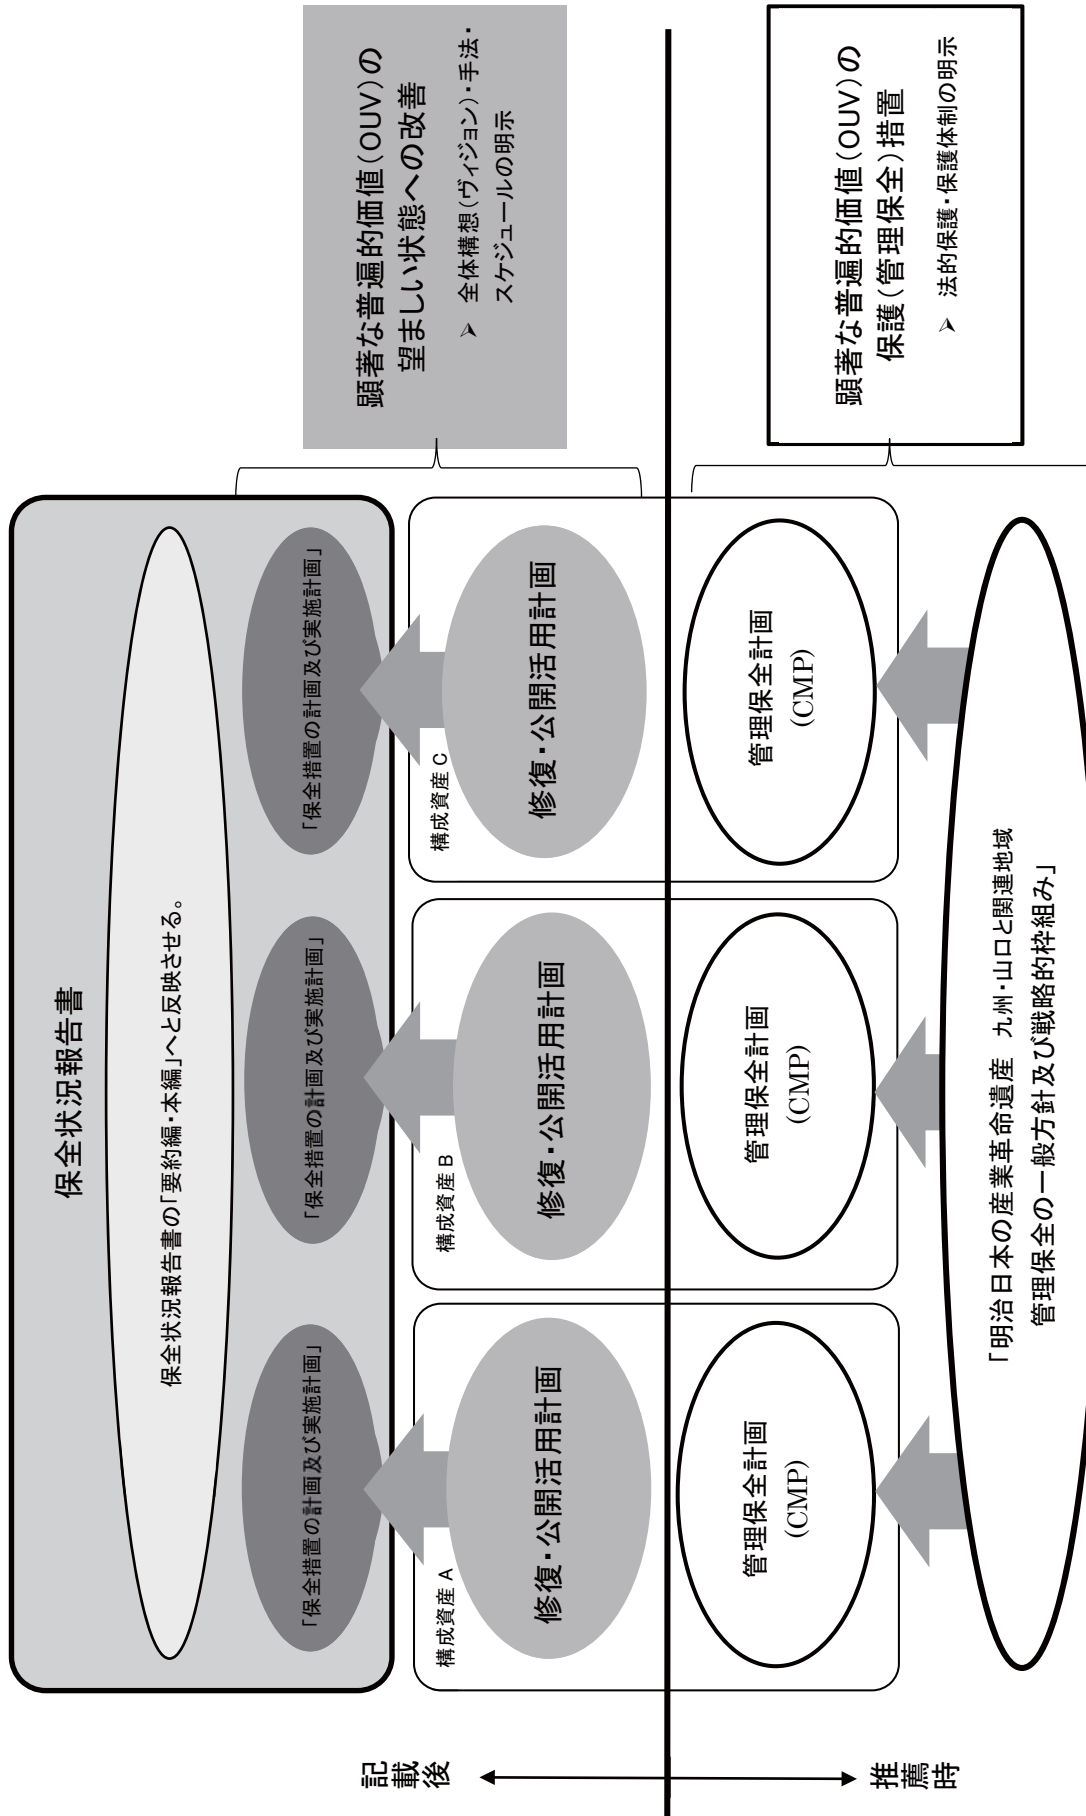 保全状況報告書
保全状況報告書の「要約編・本編」へと反映させる。
「保全措置の計画及び実施計画」
「保全措置の計画及び実施計画」
「保全措置の計画及び実施計画」
顕著な普遍的価値(OUV)の
望ましい状態への改善
➢ 全体構想(ヴィジョン)・手法・
スケジュールの明示
記載後
構成資産 A
修復・公開活用計画
構成資産 B
修復・公開活用計画
構成資産 C
修復・公開活用計画
推薦時
管理保全計画
(CMP)
管理保全計画
(CMP)
管理保全計画
(CMP)
顕著な普遍的価値(OUV)の
保護(管理保全)措置
➢ 法的保護・保護体制の明示
「明治日本の産業革命遺産 九州・山口と関連地域
管理保全の一般方針及び戦略的枠組み」